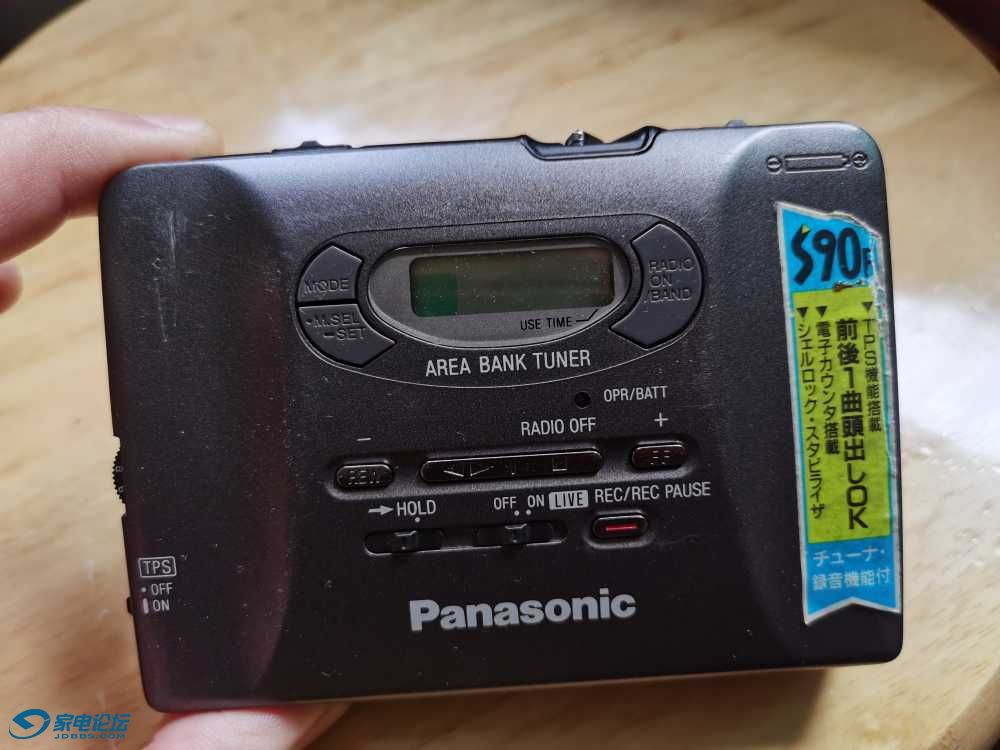 S90F
MODE
•M.SEL
–SET
RADIO
ON
/BAND
USE TIME
AREA BANK TUNER
OPR/BATT
RADIO OFF
–
+
REW
FF
HOLD
OFF ON LIVE
REC/REC PAUSE
TPS
• OFF
ON
Panasonic
▼TPS機能搭載
前後1曲頭出しOK
▼電子カウンタ搭載
▼シェルロック・スタビライザ
チューナ・
録音機能付
家电论坛
JDBBS.COM